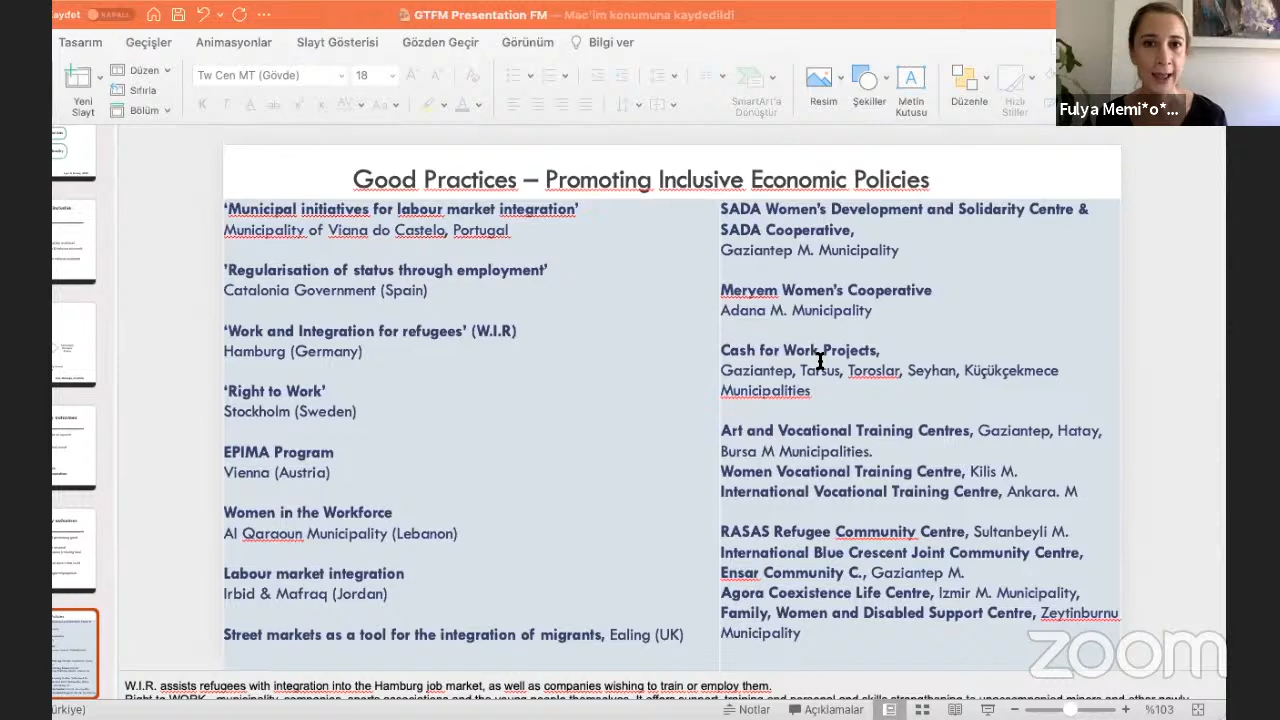 aydet KAPALI GTFM Presentation FM — Mac'im konumuna kaydedildi
Tasarım Geçişler Animasyonlar Slayt Gösterisi Gözden Geçir Görünüm Bilgi ver
Yeni Slayt
Düzen
Sıfırla
Bölüm
Tw Cen MT (Gövde) 18
SmartArt'a Dönüştür
Resim
Şekiller
Metin Kutusu
Düzenle
Hızlı Stiller
Fulya Memi*o*...
Good Practices – Promoting Inclusive Economic Policies
‘Municipal initiatives for labour market integration’
Municipality of Viana do Castelo, Portugal
’Regularisation of status through employment’
Catalonia Government (Spain)
‘Work and Integration for refugees’ (W.I.R)
Hamburg (Germany)
‘Right to Work’
Stockholm (Sweden)
EPIMA Program
Vienna (Austria)
Women in the Workforce
Al Qaraoun Municipality (Lebanon)
Labour market integration
Irbid & Mafraq (Jordan)
Street markets as a tool for the integration of migrants, Ealing (UK)
SADA Women’s Development and Solidarity Centre &
SADA Cooperative,
Gaziantep M. Municipality
Meryem Women’s Cooperative
Adana M. Municipality
Cash for Work Projects,
Gaziantep, Tarsus, Toroslar, Seyhan, Küçükçekmece
Municipalities
Art and Vocational Training Centres, Gaziantep, Hatay,
Bursa M Municipalities.
Women Vocational Training Centre, Kilis M.
International Vocational Training Centre, Ankara. M
RASAS Refugee Community Centre, Sultanbeyli M.
International Blue Crescent Joint Community Centre,
Ensar Community C., Gaziantep M.
Agora Coexistence Life Centre, Izmir M. Municipality,
Family, Women and Disabled Support Centre, Zeytinburnu
Municipality
zoom
W.I.R. assists refugees with integration to the Hamburg job market, as well as companies wishing to train or employ them.
ürkiye) Notlar Açıklamalar %103